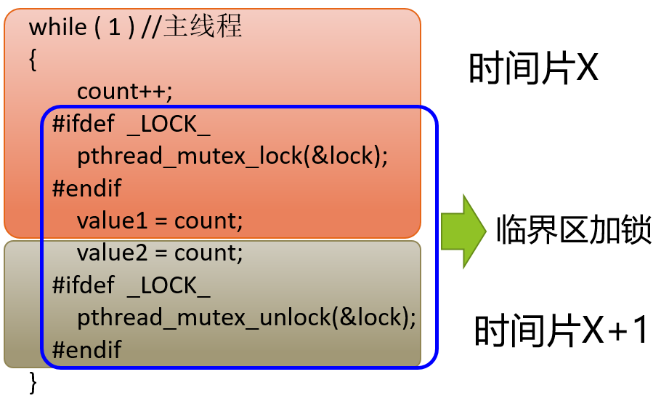 while ( 1 ) //主线程
{
count++;
#ifdef _LOCK_
pthread_mutex_lock(&lock);
#endif
value1 = count;
value2 = count;
#ifdef _LOCK_
pthread_mutex_unlock(&lock);
#endif
}
时间片X
临界区加锁
时间片X+1